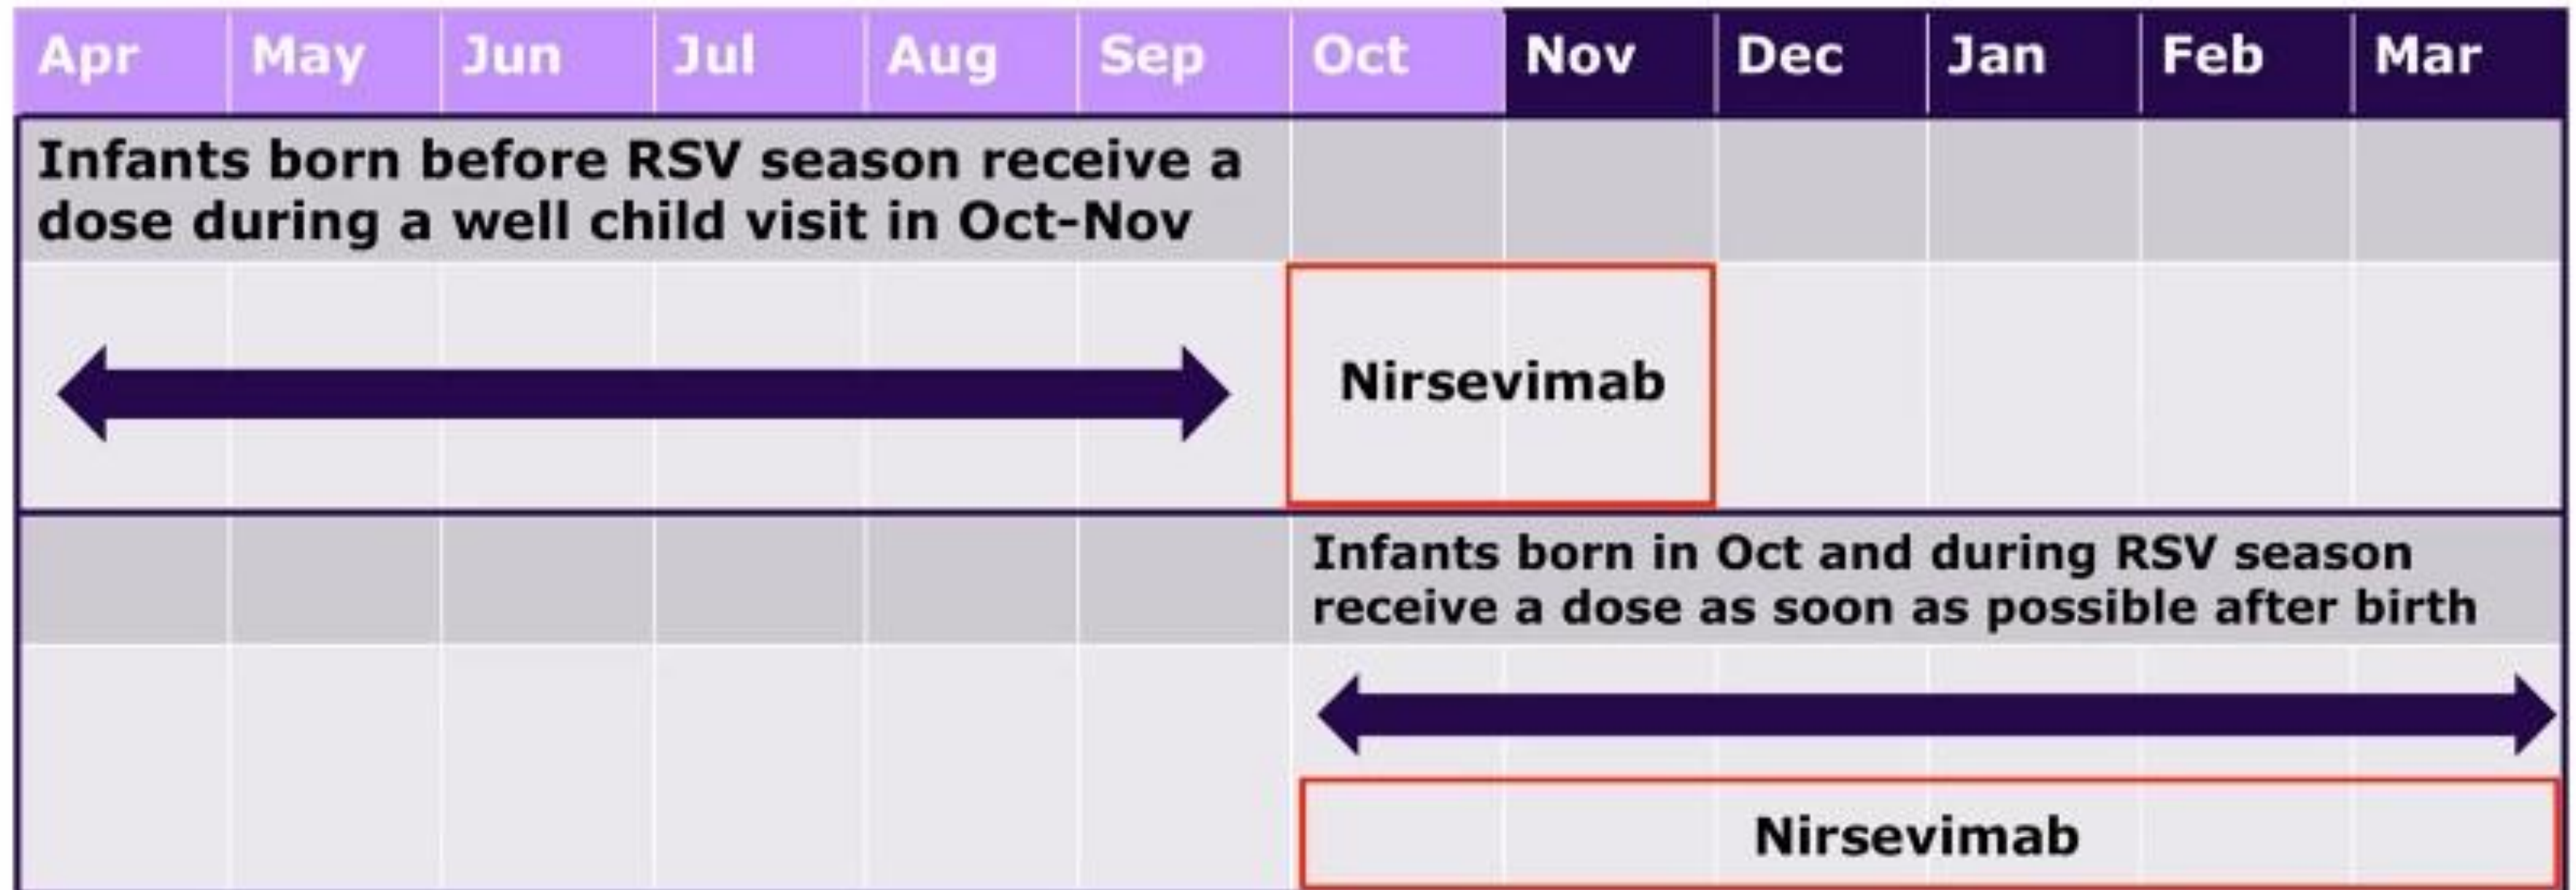 Apr May Jun Jul Aug Sep Oct Nov Dec Jan Feb Mar
Infants born before RSV season receive a
dose during a well child visit in Oct-Nov
Nirsevimab
Infants born in Oct and during RSV season
receive a dose as soon as possible after birth
Nirsevimab